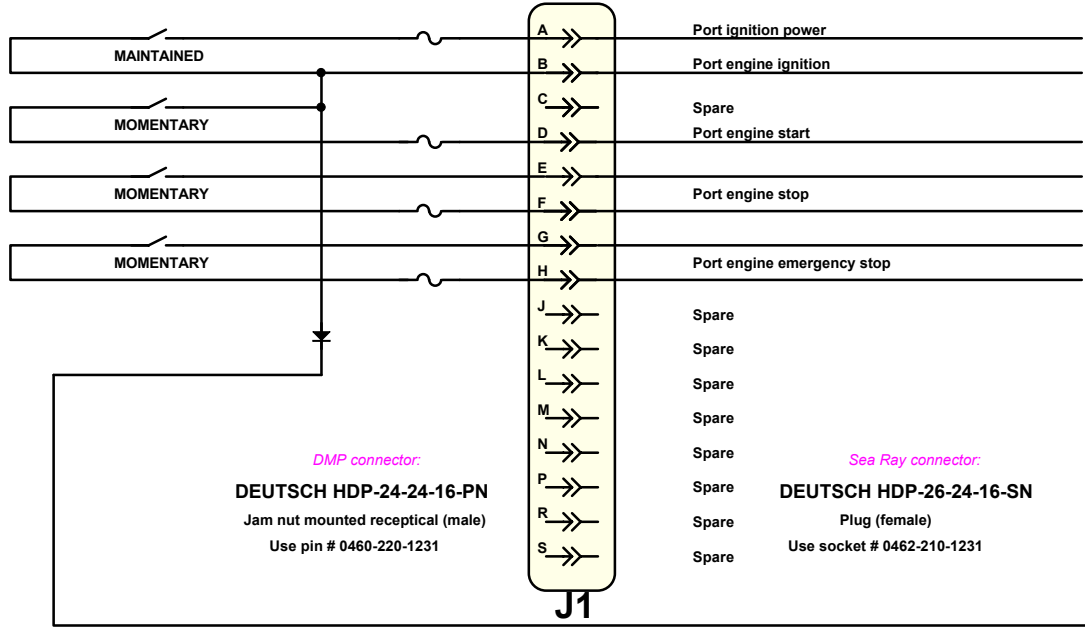 A Port ignition power
MAINTAINED
B Port engine ignition
C Spare
MOMENTARY
D Port engine start
E
MOMENTARY
Port engine stop
F
G
MOMENTARY
Port engine emergency stop
H
J Spare
K Spare
L Spare
M Spare
N Spare
P Spare
R Spare
S Spare
DMP connector:
DEUTSCH HDP-24-24-16-PN
Jam nut mounted receptical (male)
Use pin # 0460-220-1231
Sea Ray connector:
DEUTSCH HDP-26-24-16-SN
Plug (female)
Use socket # 0462-210-1231
J1